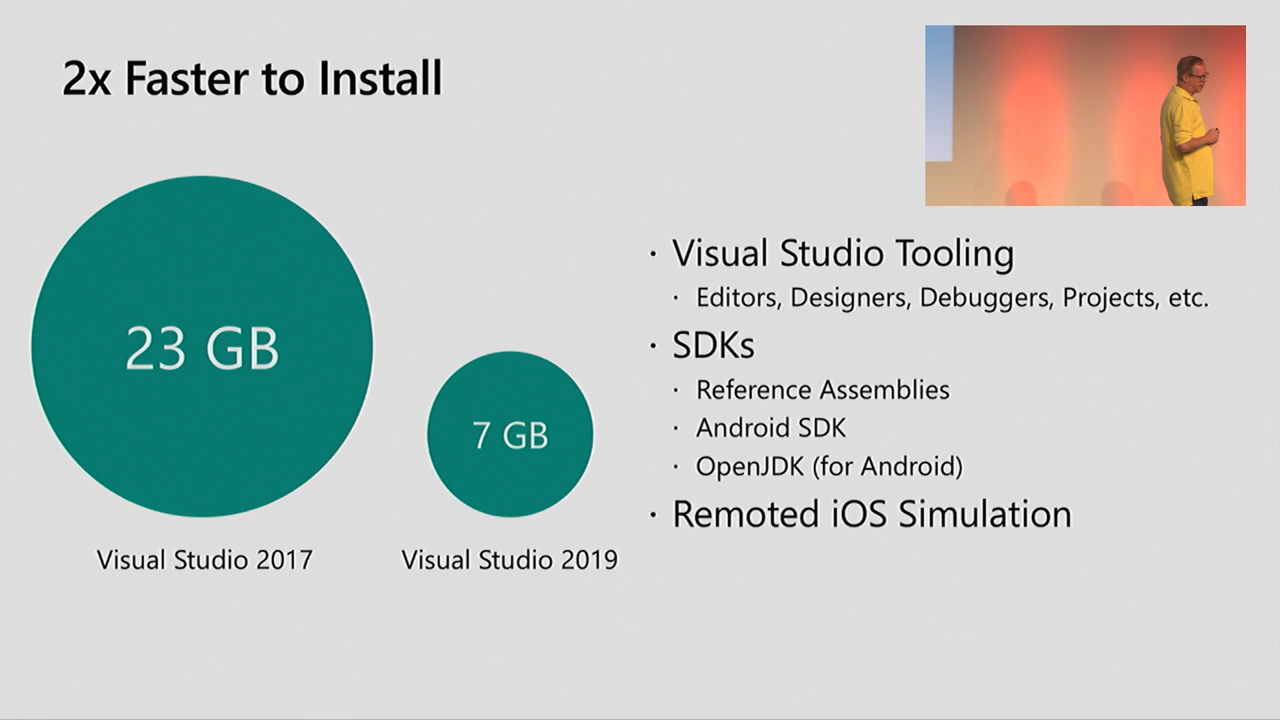 2x Faster to Install
23 GB
7 GB
Visual Studio 2017
Visual Studio 2019
· Visual Studio Tooling
· Editors, Designers, Debuggers, Projects, etc.
· SDKs
· Reference Assemblies
· Android SDK
· OpenJDK (for Android)
· Remoted iOS Simulation